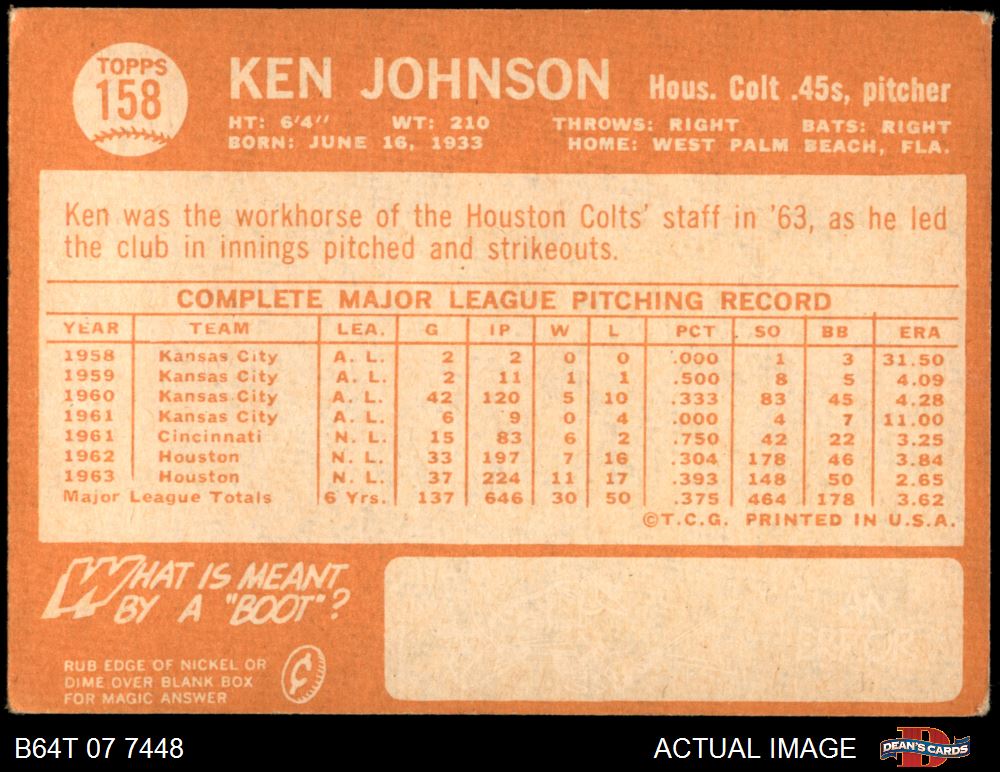 TOPPS
158
KEN JOHNSON Hous. Colt .45s, pitcher
HT: 6'4" WT: 210 THROWS: RIGHT BATS: RIGHT
BORN: JUNE 16, 1933 HOME: WEST PALM BEACH, FLA.
Ken was the workhorse of the Houston Colts' staff in '63, as he led
the club in innings pitched and strikeouts.
COMPLETE MAJOR LEAGUE PITCHING RECORD
YEAR TEAM LEA. G IP W L PCT SO BB ERA
1958 Kansas City A. L. 2 2 0 0 .000 1 3 31.50
1959 Kansas City A. L. 2 11 1 1 .500 8 5 4.09
1960 Kansas City A. L. 42 120 5 10 .333 83 45 4.28
1961 Kansas City A. L. 6 9 0 4 .000 4 7 11.00
1961 Cincinnati N. L. 15 83 6 2 .750 42 22 3.25
1962 Houston N. L. 33 197 7 16 .304 178 46 3.84
1963 Houston N. L. 37 224 11 17 .393 148 50 2.65
Major League Totals 6 Yrs. 137 646 30 50 .375 464 178 3.62
©T.C.G. PRINTED IN U.S.A.
WHAT IS MEANT
BY A "BOOT"?
RUB EDGE OF NICKEL OR
DIME OVER BLANK BOX
FOR MAGIC ANSWER
¢
AN
ERROR
B64T 07 7448 ACTUAL IMAGE DEAN'S CARDS